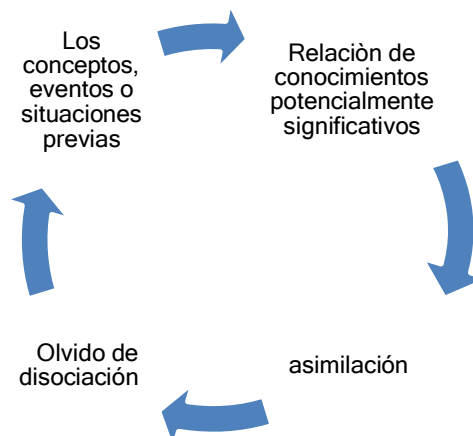 Los
conceptos,
eventos o
situaciones
previas
Relaciòn de
conocimientos
potencialmente
significativos
asimilación
Olvido de
disociación